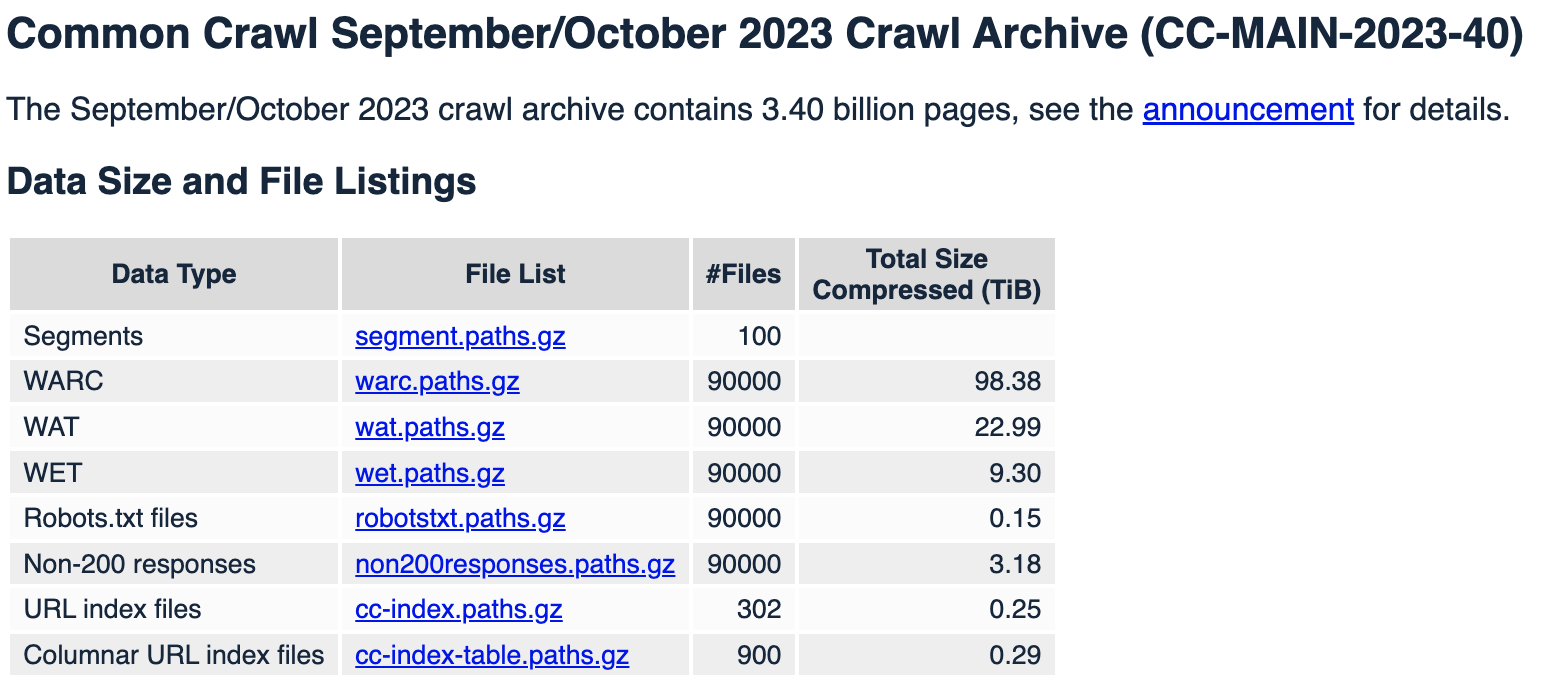 Common Crawl September/October 2023 Crawl Archive (CC-MAIN-2023-40)
The September/October 2023 crawl archive contains 3.40 billion pages, see the announcement for details.
Data Size and File Listings
Data Type File List #Files Total Size Compressed (TiB)
Segments segment.paths.gz 100
WARC warc.paths.gz 90000 98.38
WAT wat.paths.gz 90000 22.99
WET wet.paths.gz 90000 9.30
Robots.txt files robotstxt.paths.gz 90000 0.15
Non-200 responses non200responses.paths.gz 90000 3.18
URL index files cc-index.paths.gz 302 0.25
Columnar URL index files cc-index-table.paths.gz 900 0.29